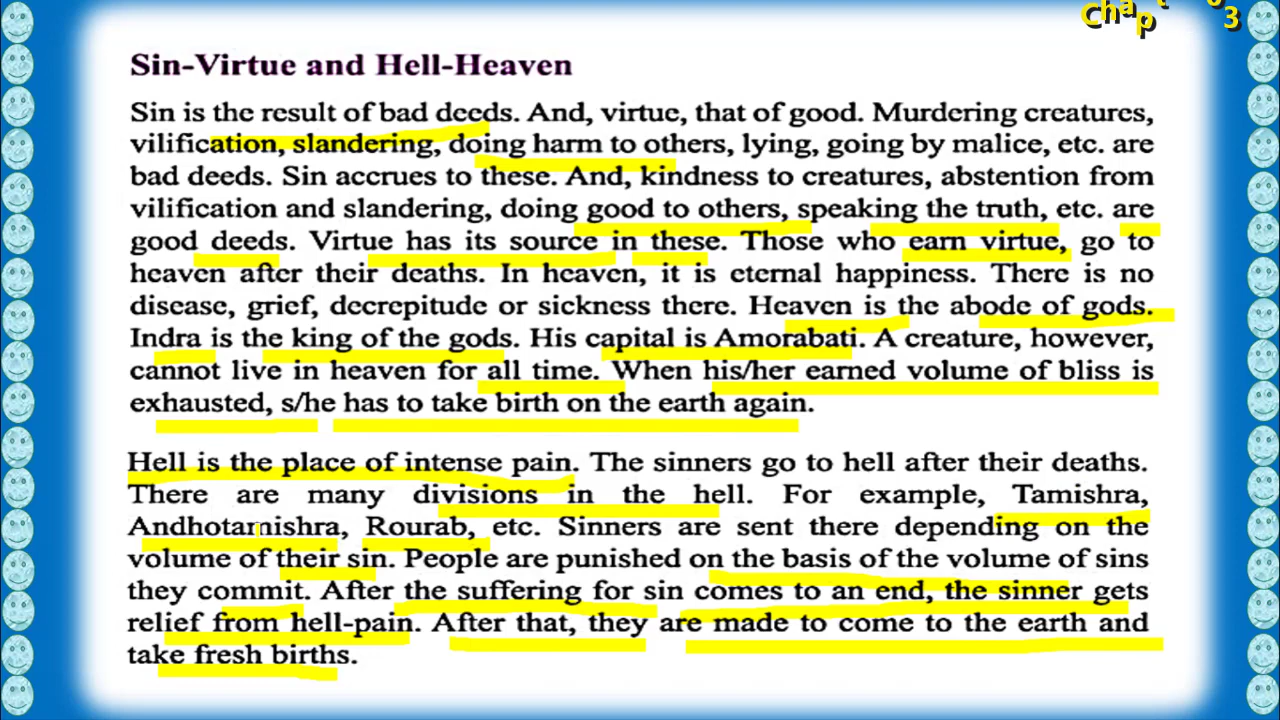 Chap 3
Sin-Virtue and Hell-Heaven
Sin is the result of bad deeds. And, virtue, that of good. Murdering creatures,
vilification, slandering, doing harm to others, lying, going by malice, etc. are
bad deeds. Sin accrues to these. And, kindness to creatures, abstention from
vilification and slandering, doing good to others, speaking the truth, etc. are
good deeds. Virtue has its source in these. Those who earn virtue, go to
heaven after their deaths. In heaven, it is eternal happiness. There is no
disease, grief, decrepitude or sickness there. Heaven is the abode of gods.
Indra is the king of the gods. His capital is Amorabati. A creature, however,
cannot live in heaven for all time. When his/her earned volume of bliss is
exhausted, s/he has to take birth on the earth again.
Hell is the place of intense pain. The sinners go to hell after their deaths.
There are many divisions in the hell. For example, Tamishra,
Andhotamishra, Rourab, etc. Sinners are sent there depending on the
volume of their sin. People are punished on the basis of the volume of sins
they commit. After the suffering for sin comes to an end, the sinner gets
relief from hell-pain. After that, they are made to come to the earth and
take fresh births.